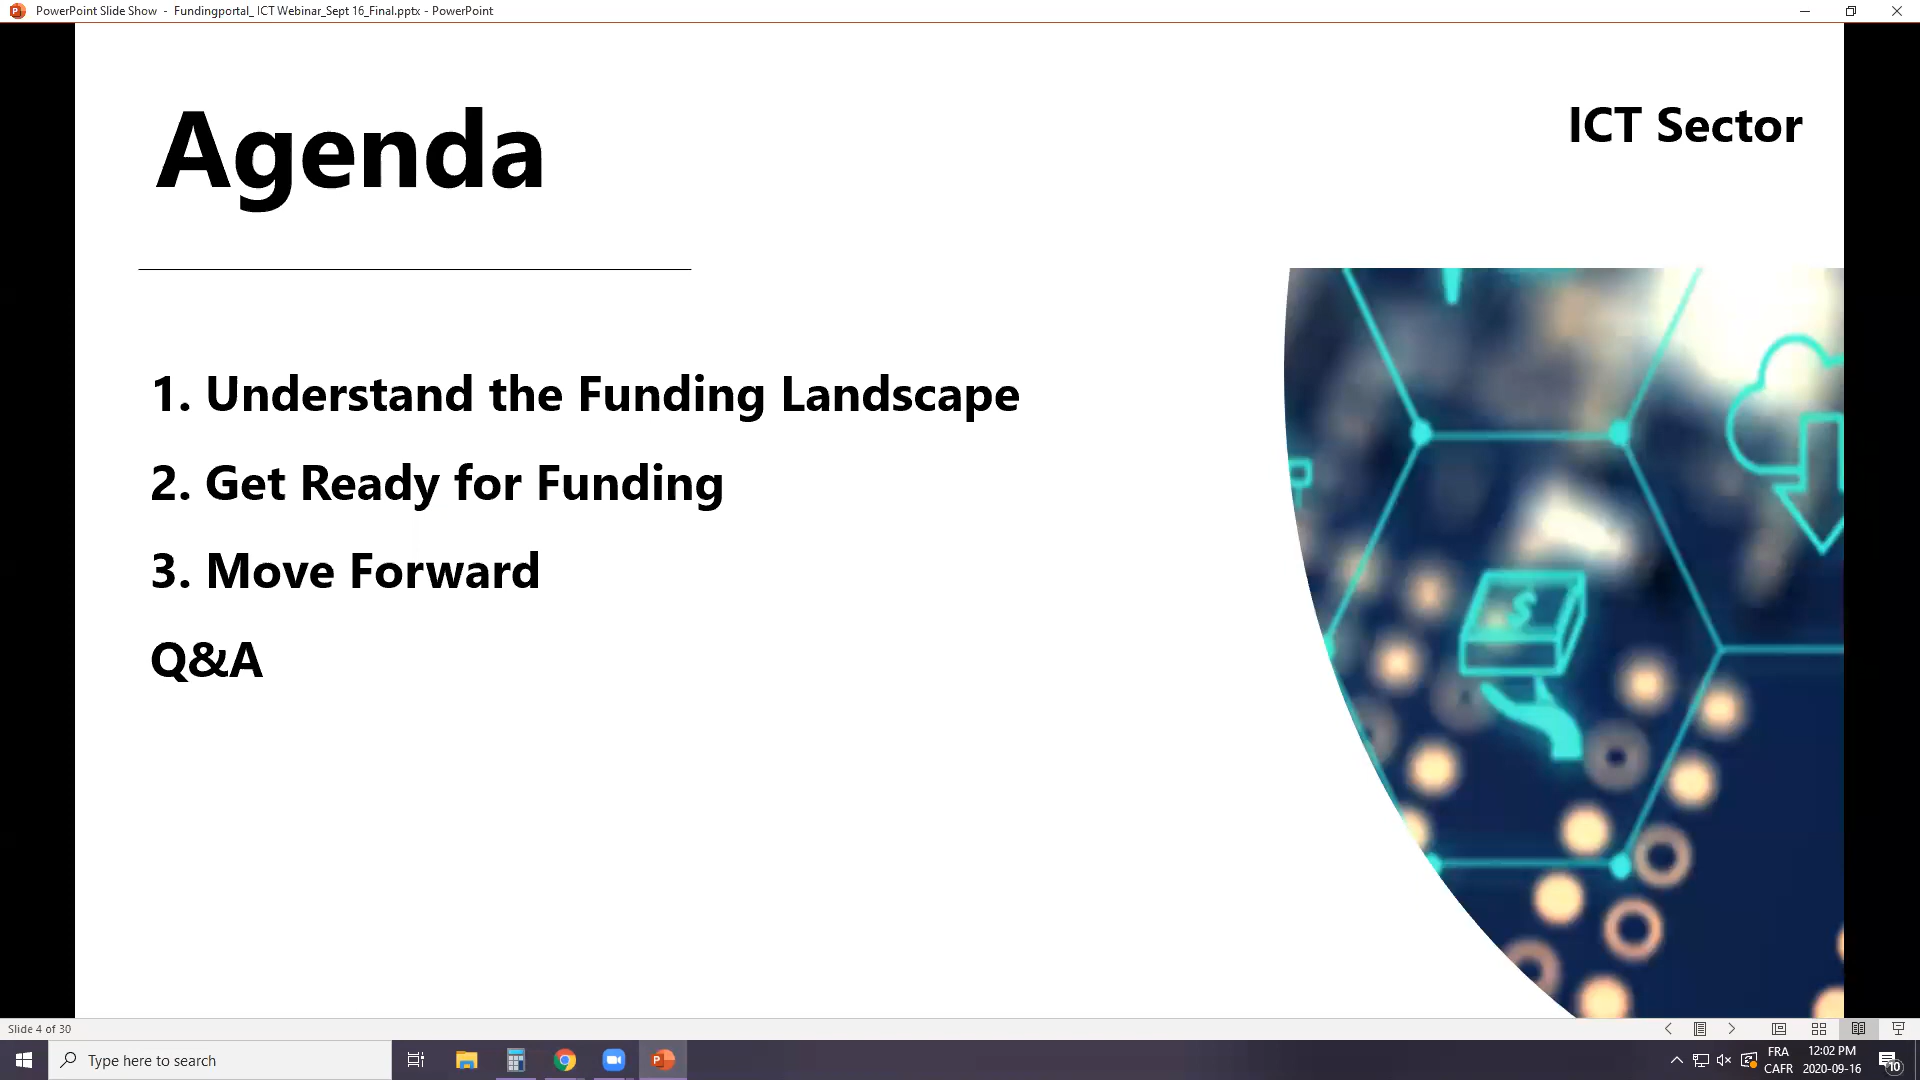 PowerPoint Slide Show - Fundingportal_ ICT Webinar_Sept 16_Final.pptx - PowerPoint
Agenda
ICT Sector
1. Understand the Funding Landscape
2. Get Ready for Funding
3. Move Forward
Q&A
$
Slide 4 of 30
Type here to search
FRA
CAFR
12:02 PM
2020-09-16
10